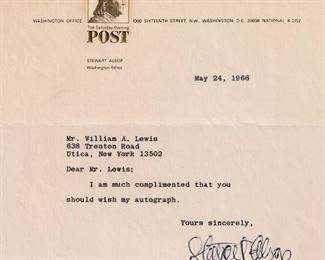 WASHINGTON OFFICE 1000 SIXTEENTH STREET, N.W., WASHINGTON, D.C. 20036 NATIONAL 8-3152
The Saturday Evening
POST
STEWART ALSOP
Washington Editor
May 24, 1966
Mr. William A. Lewis
638 Trenton Road
Utica, New York 13502
Dear Mr. Lewis:
I am much complimented that you
should wish my autograph.
Yours sincerely,
Stewart Alsop